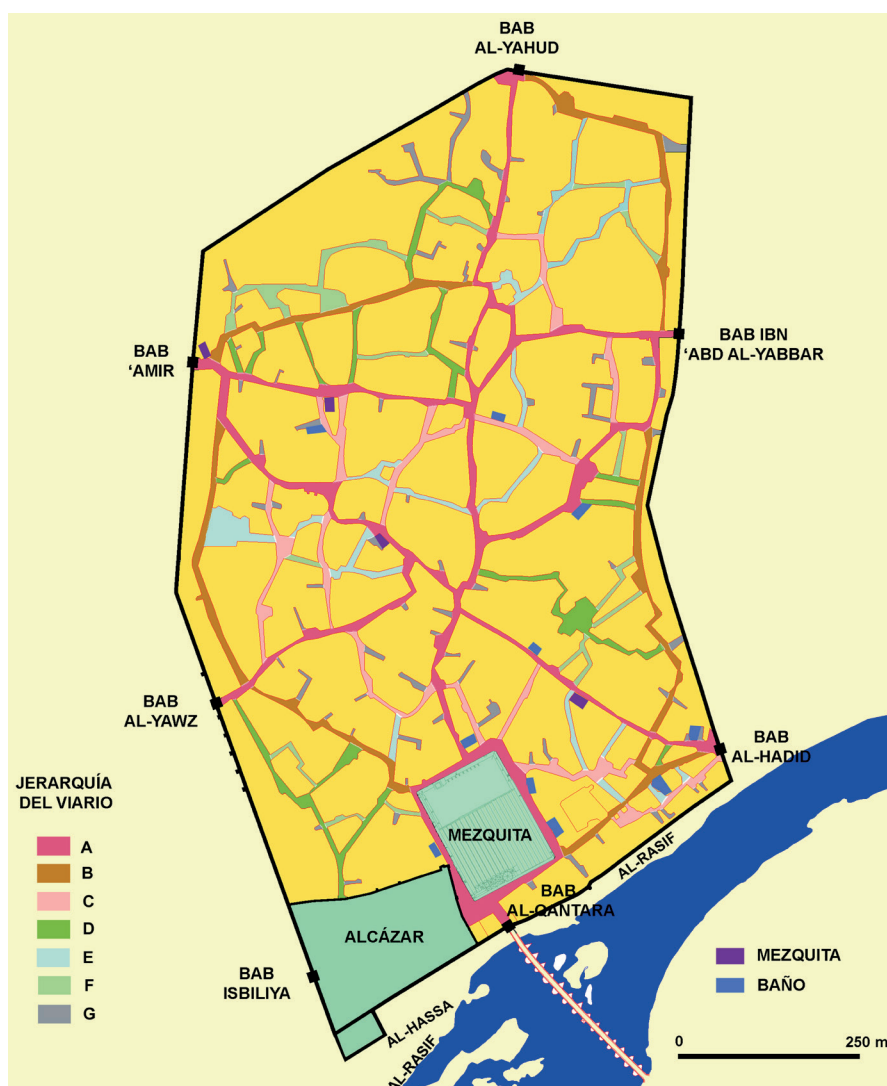 BAB
AL-YAHUD
BAB IBN
‘ABD AL-YABBAR
BAB
‘AMIR
BAB
AL-YAWZ
BAB
AL-HADID
JERARQUÍA
DEL VIARIO
A
B
C
D
E
F
G
MEZQUITA
AL-RASIF
BAB
AL-QANTARA
ALCÁZAR
BAB
ISBILIYA
AL-HASSA
AL-RASIF
MEZQUITA
BAÑO
0 250 m